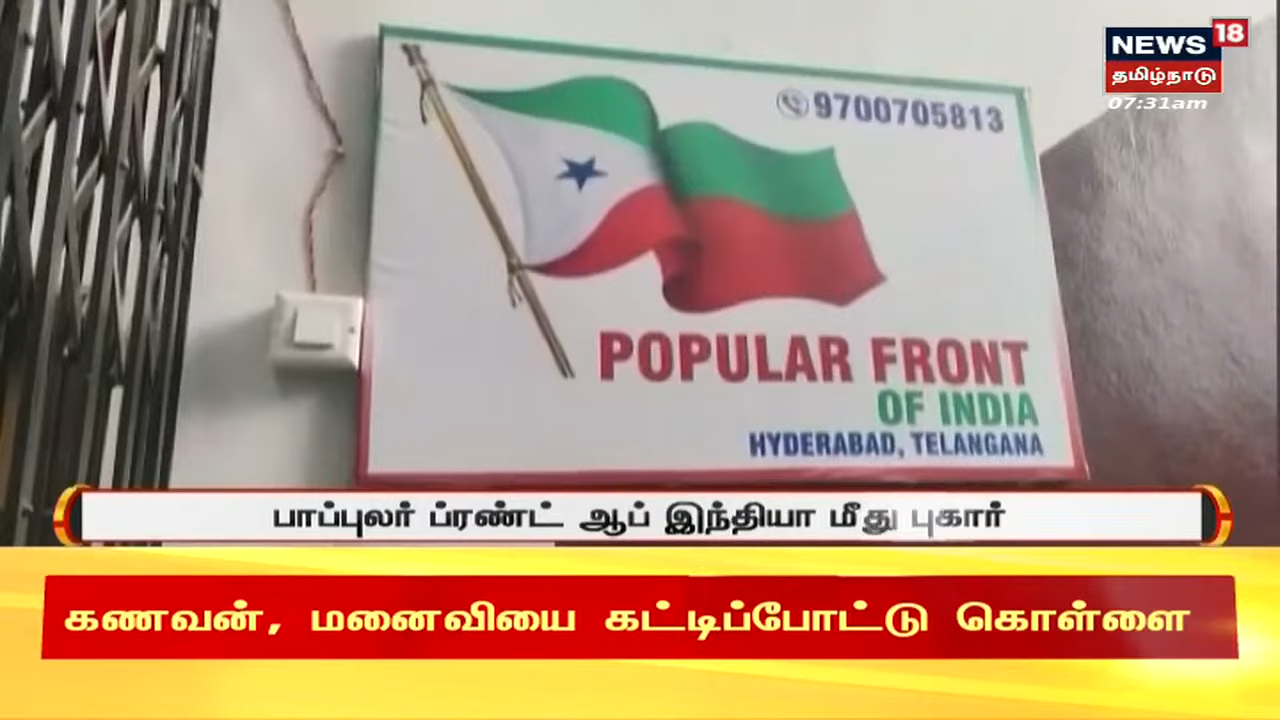 NEWS 18
தமிழ்நாடு
07:31am
9700705813
POPULAR FRONT
OF INDIA
HYDERABAD, TELANGANA
பாப்புலர் ப்ரண்ட் ஆப் இந்தியா மீது புகார்
கணவன், மனைவியை கட்டிப்போட்டு கொள்ளை